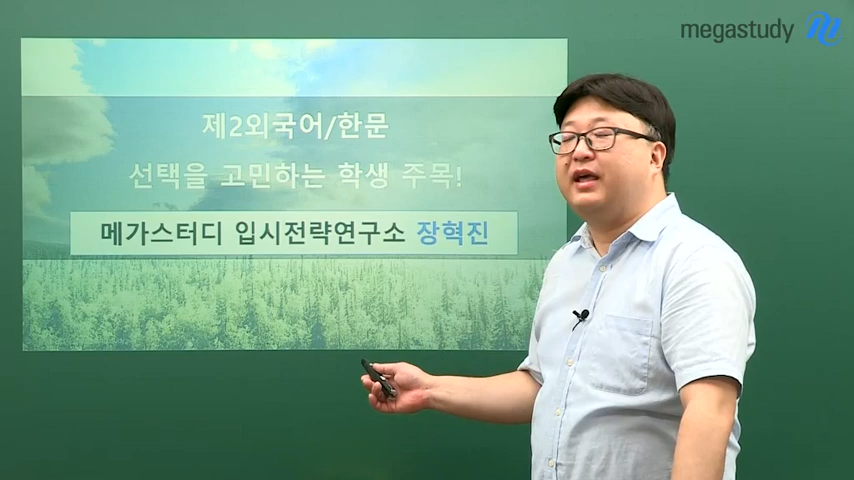 megastudy
제2외국어/한문
선택을 고민하는 학생 주목!
메가스터디 입시전략연구소 장혁진